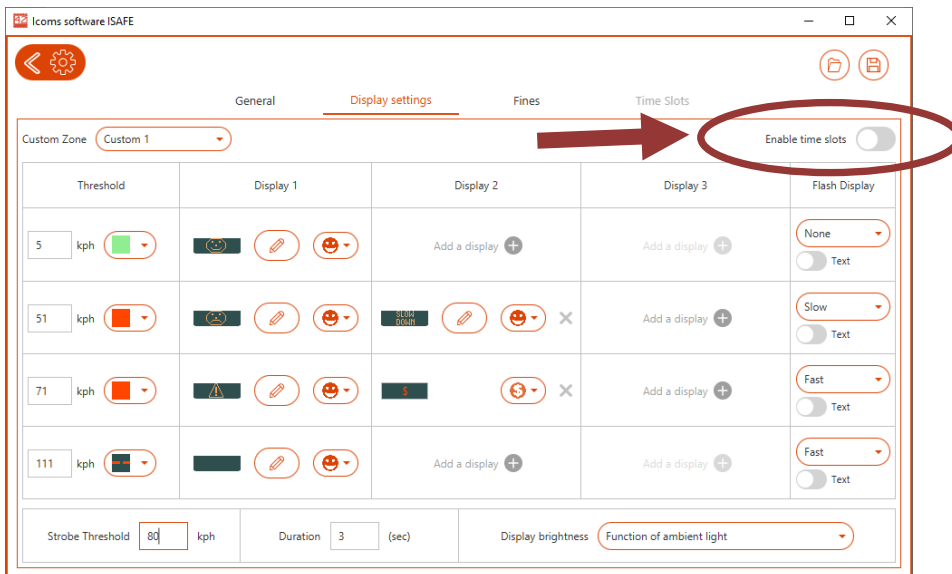 Icoms software ISAFE
General Display settings Fines Time Slots
Custom Zone Custom 1 Enable time slots
Threshold Display 1 Display 2 Display 3 Flash Display
5 kph Add a display Add a display None
Text
51 kph SLOW Add a display Slow
DOWN Text
71 kph ! $ $ Add a display Fast
Text
111 kph Add a display Add a display Fast
Text
Strobe Threshold 80 kph Duration 3 (sec) Display brightness Function of ambient light